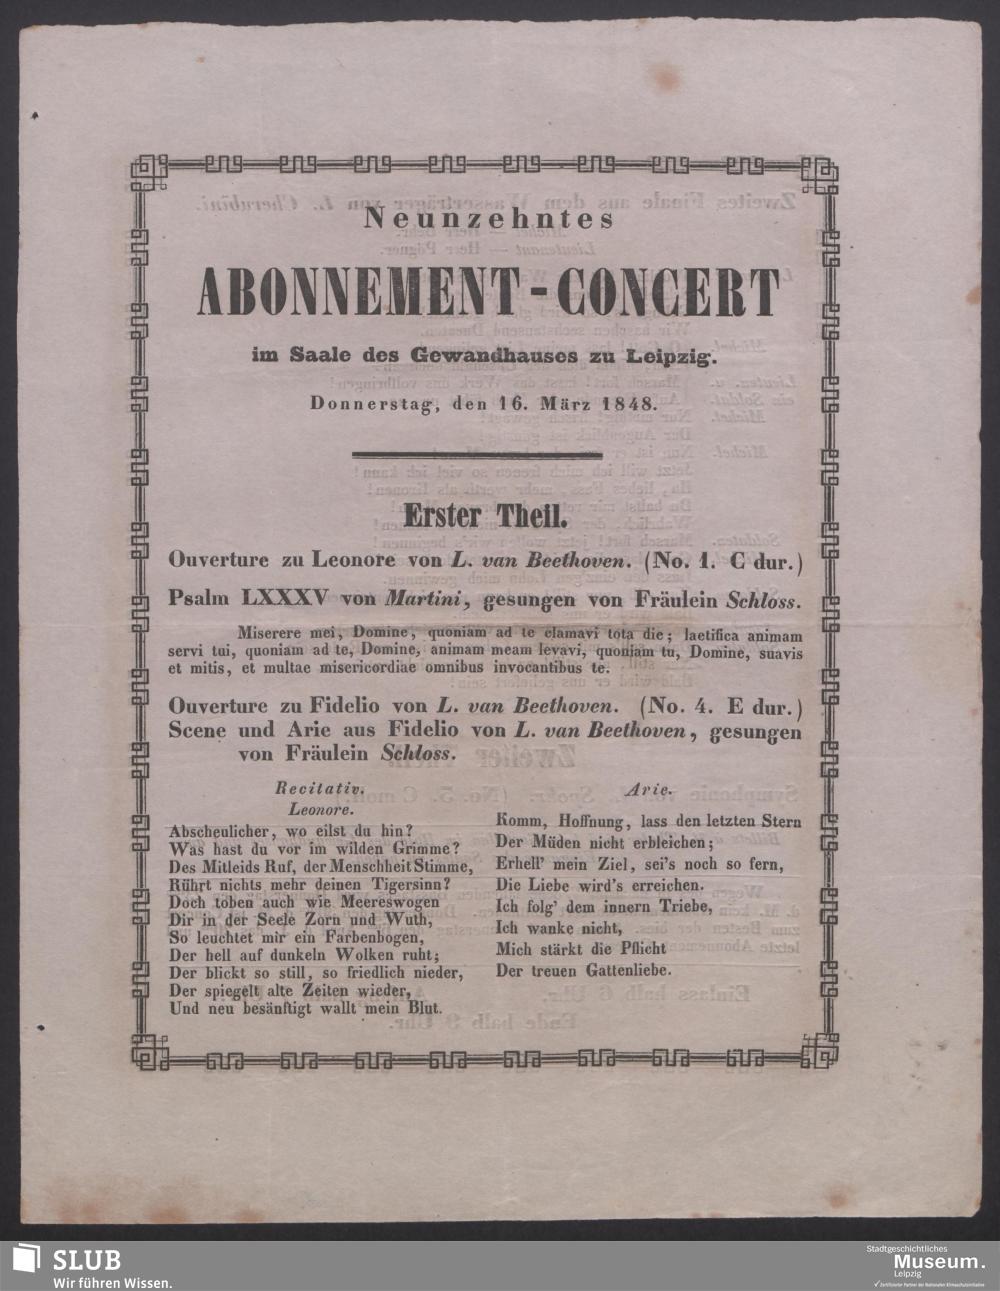 Neunzehntes
ABONNEMENT-CONCERT
im Saale des Gewandhauses zu Leipzig.
Donnerstag, den 16. März 1848.
Erster Theil.
Ouverture zu Leonore von L. van Beethoven. (No. 1. C dur.)
Psalm LXXXV von Martini, gesungen von Fräulein Schloss.
Miserere mei, Domine, quoniam ad te clamavi tota die; laetifica animam
servi tui, quoniam ad te, Domine, animam meam levavi, quoniam tu, Domine, suavis
et mitis, et multae misericordiae omnibus invocantibus te.
Ouverture zu Fidelio von L. van Beethoven. (No. 4. E dur.)
Scene und Arie aus Fidelio von L. van Beethoven, gesungen
von Fräulein Schloss.
Recitativ.
Leonore.
Abscheulicher, wo eilst du hin?
Was hast du vor im wilden Grimme?
Des Mitleids Ruf, der Menschheit Stimme,
Rührt nichts mehr deinen Tigersinn?
Doch toben auch wie Meereswogen
Dir in der Seele Zorn und Wuth,
So leuchtet mir ein Farbenbogen,
Der hell auf dunkeln Wolken ruht;
Der blickt so still, so friedlich nieder,
Der spiegelt alte Zeiten wieder,
Und neu besänftigt wallt mein Blut.
Arie.
Komm, Hoffnung, lass den letzten Stern
Der Müden nicht erbleichen;
Erhell' mein Ziel, sei's noch so fern,
Die Liebe wird's erreichen.
Ich folg' dem innern Triebe,
Ich wanke nicht,
Mich stärkt die Pflicht
Der treuen Gattenliebe.
SLUB
Wir führen Wissen.
Stadtgeschichtliches
Museum.
Leipzig
Zertifizierter Partner der Nationalen Klimaschutzinitiative